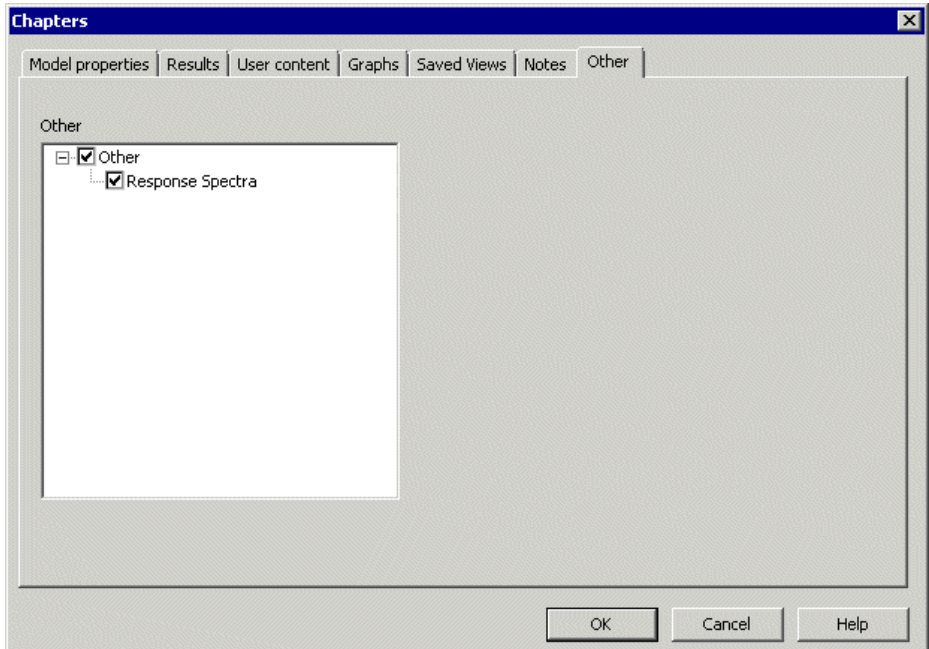 Chapters
Model properties Results User content Graphs Saved Views Notes Other
Other
Other
Response Spectra
OK Cancel Help